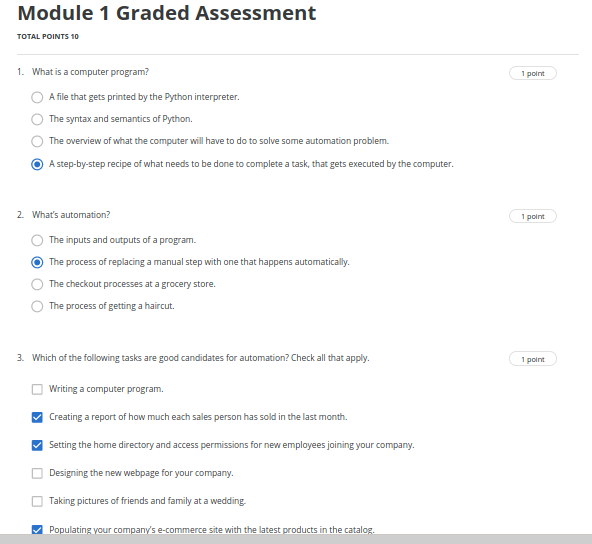 Module 1 Graded Assessment
TOTAL POINTS 10
1. What is a computer program?
1 point
A file that gets printed by the Python interpreter.
The syntax and semantics of Python.
The overview of what the computer will have to do to solve some automation problem.
A step-by-step recipe of what needs to be done to complete a task, that gets executed by the computer.
2. What's automation?
1 point
The inputs and outputs of a program.
The process of replacing a manual step with one that happens automatically.
The checkout processes at a grocery store.
The process of getting a haircut.
3. Which of the following tasks are good candidates for automation? Check all that apply.
1 point
Writing a computer program.
Creating a report of how much each sales person has sold in the last month.
Setting the home directory and access permissions for new employees joining your company.
Designing the new webpage for your company.
Taking pictures of friends and family at a wedding.
Populating your company's e-commerce site with the latest products in the catalog.